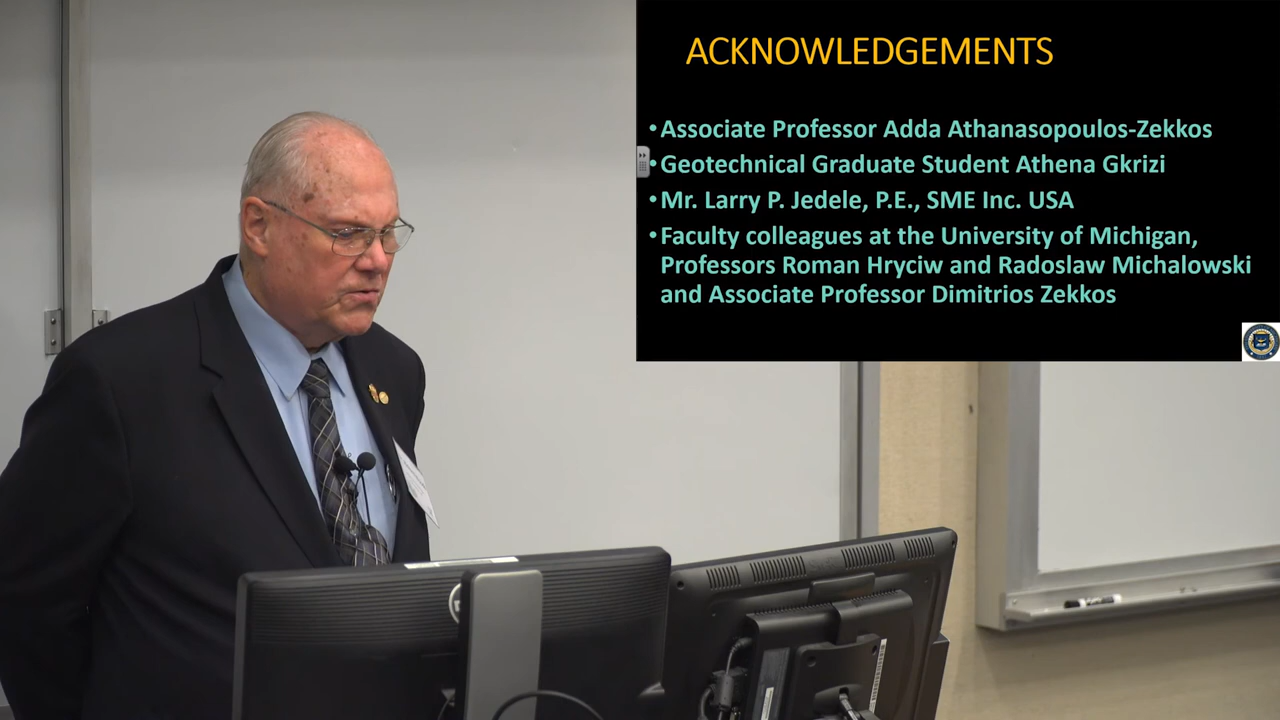 ACKNOWLEDGEMENTS
•Associate Professor Adda Athanasopoulos-Zekkos
•Geotechnical Graduate Student Athena Gkrizi
•Mr. Larry P. Jedele, P.E., SME Inc. USA
•Faculty colleagues at the University of Michigan,
Professors Roman Hryciw and Radoslaw Michalowski
and Associate Professor Dimitrios Zekkos